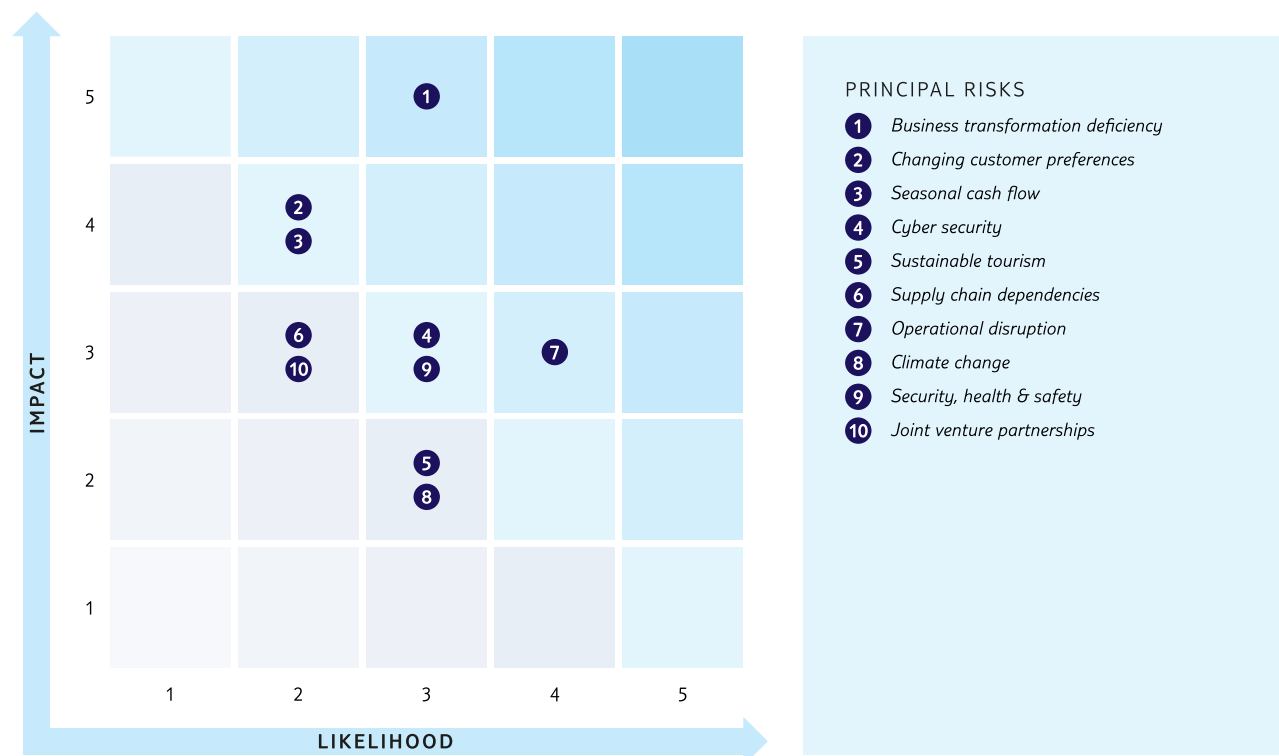 5
1
4
2
3
IMPACT
3
6
10
4
9
7
2
5
8
1
1 2 3 4 5
LIKELIHOOD
PRINCIPAL RISKS
1 Business transformation deficiency
2 Changing customer preferences
3 Seasonal cash flow
4 Cyber security
5 Sustainable tourism
6 Supply chain dependencies
7 Operational disruption
8 Climate change
9 Security, health & safety
10 Joint venture partnerships